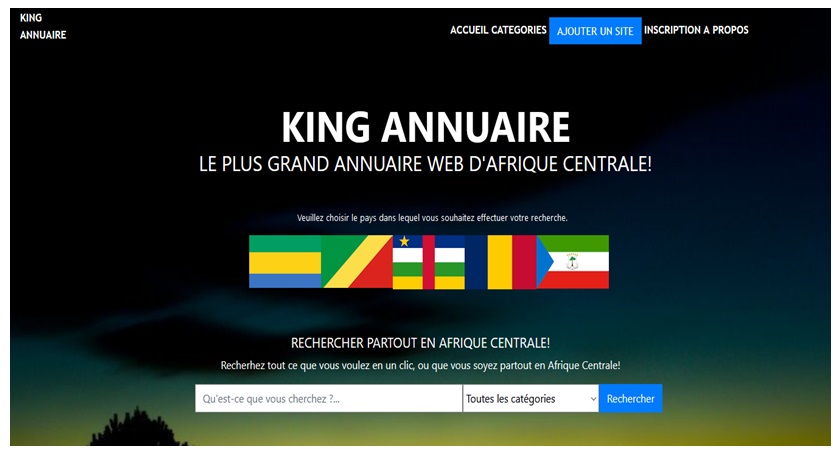 KING
ANNUAIRE
ACCUEIL CATEGORIES AJOUTER UN SITE INSCRIPTION A PROPOS
KING ANNUAIRE
LE PLUS GRAND ANNUAIRE WEB D'AFRIQUE CENTRALE!
Veuillez choisir le pays dans lequel vous souhaitez effectuer votre recherche.
RECHERCHER PARTOUT EN AFRIQUE CENTRALE!
Recherhez tout ce que vous voulez en un clic, ou que vous soyez partout en Afrique Centrale!
Qu'est-ce que vous cherchez ?... Toutes les catégories Rechercher